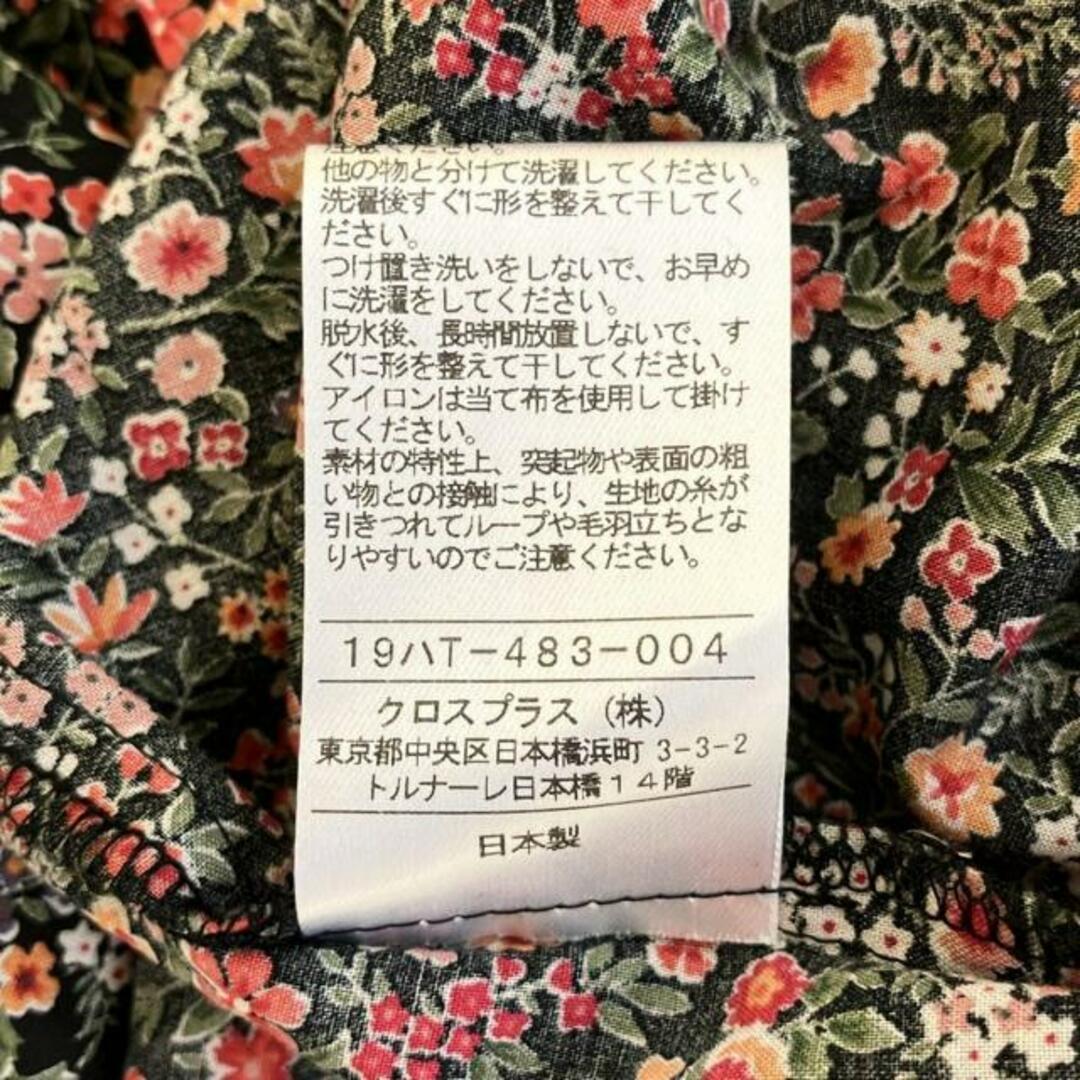 ください。
他の物と分けて洗濯してください。
洗濯後すぐに形を整えて干してく
ださい。
つけ置き洗いをしないで、お早め
に洗濯をしてください。
脱水後、長時間放置しないで、す
ぐに形を整えて干してください。
アイロンは当て布を使用して掛け
てください。
素材の特性上、突起物や表面の粗
い物との接触により、生地の糸が
引きつれてループや毛羽立ちとな
りやすいのでご注意ください。
19ハT-483-004
クロスプラス(株)
東京都中央区日本橋浜町 3-3-2
トルナーレ日本橋14階
日本製